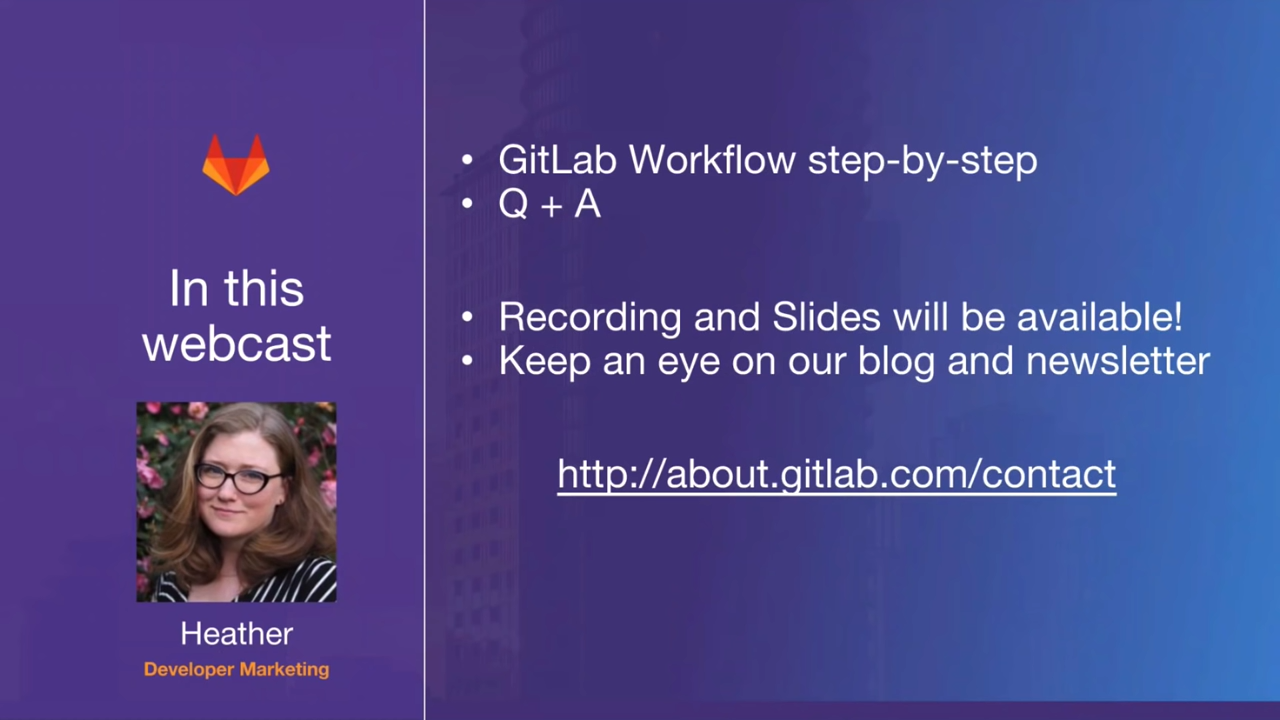 In this
webcast
Heather
Developer Marketing
• GitLab Workflow step-by-step
• Q + A
• Recording and Slides will be available!
• Keep an eye on our blog and newsletter
http://about.gitlab.com/contact